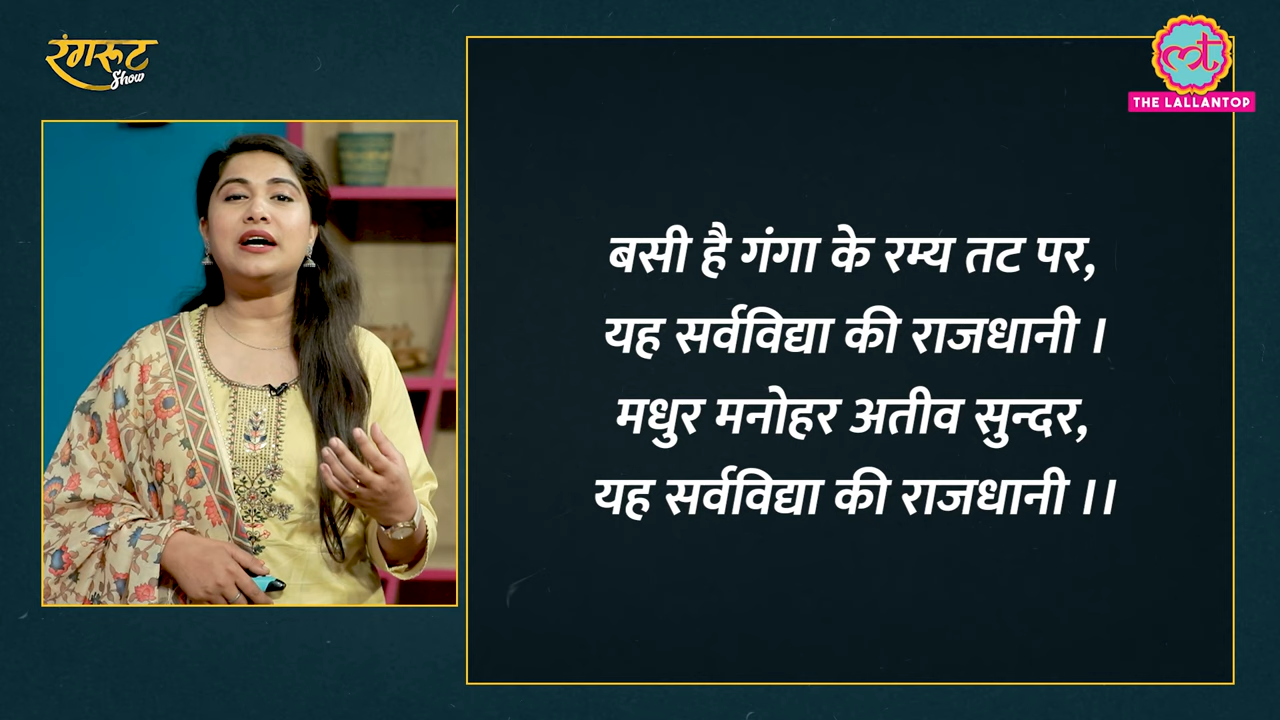 रंगरूट
Show
THE LALLANTOP
बसी है गंगा के रम्य तट पर,
यह सर्वविद्या की राजधानी ।
मधुर मनोहर अतीव सुन्दर,
यह सर्वविद्या की राजधानी ।।